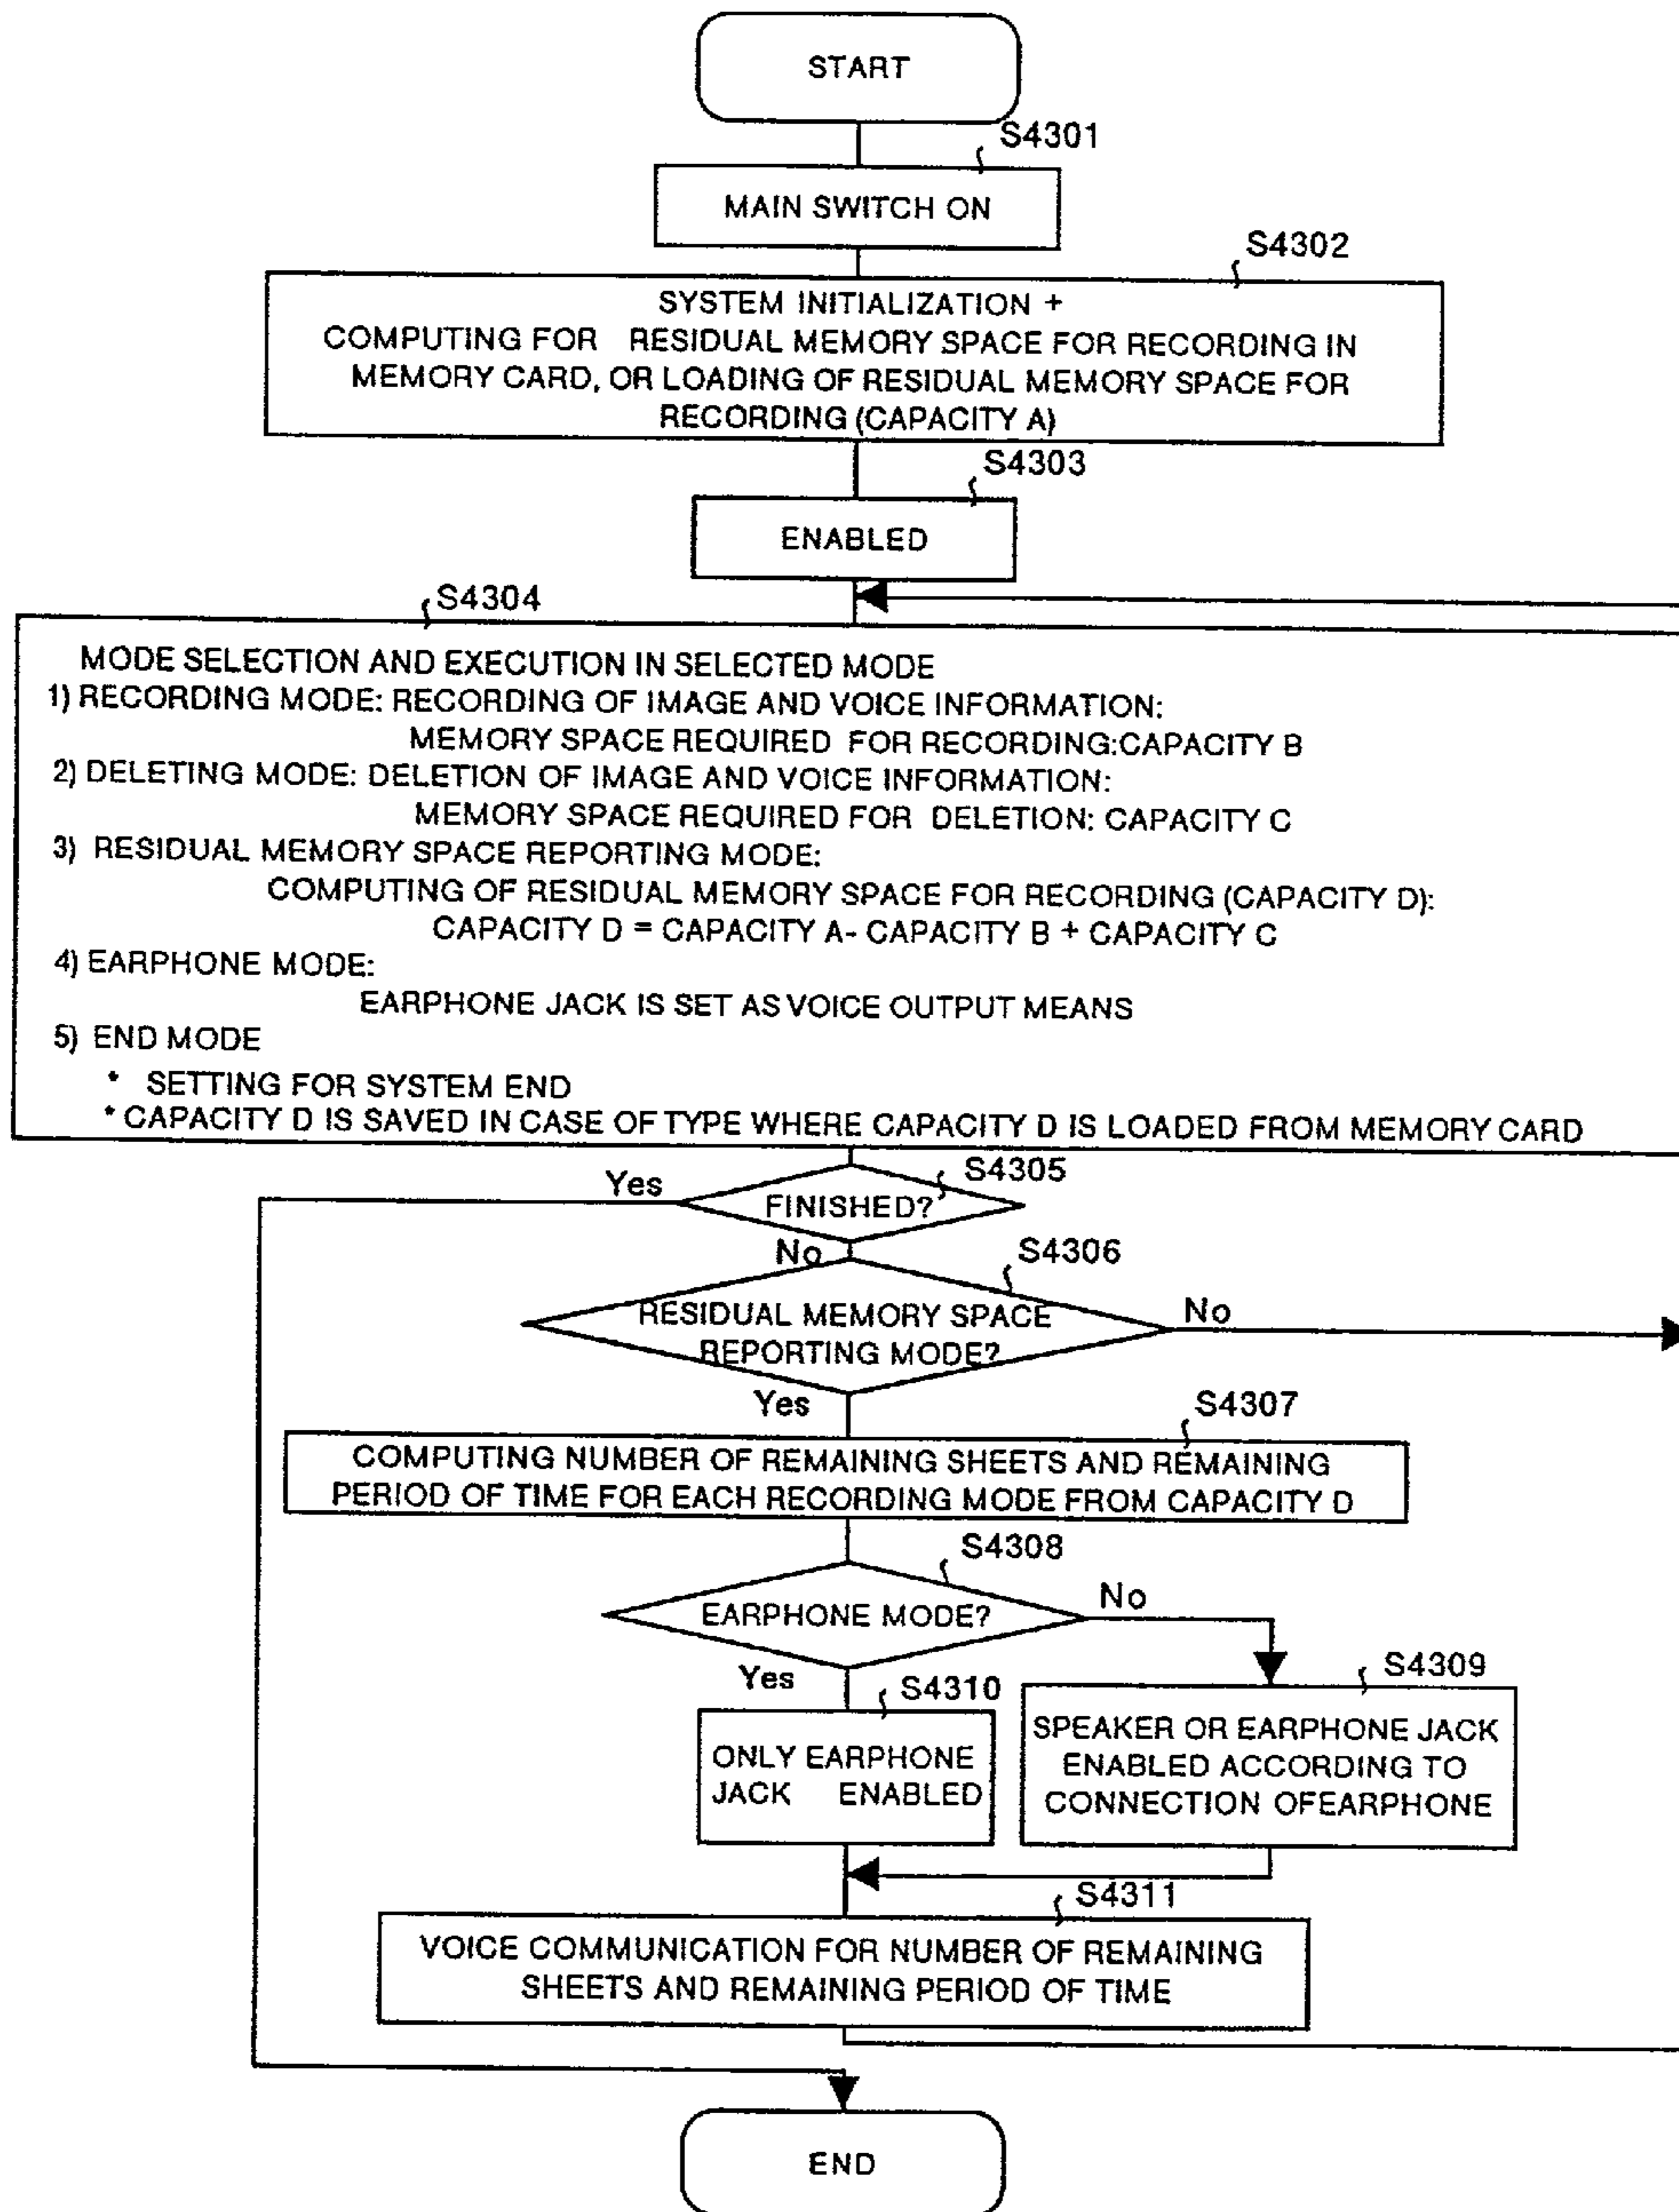 START
S4301
MAIN SWITCH ON
S4302
SYSTEM INITIALIZATION +
COMPUTING FOR RESIDUAL MEMORY SPACE FOR RECORDING IN
MEMORY CARD, OR LOADING OF RESIDUAL MEMORY SPACE FOR
RECORDING (CAPACITY A)
S4303
ENABLED
S4304
MODE SELECTION AND EXECUTION IN SELECTED MODE
1) RECORDING MODE: RECORDING OF IMAGE AND VOICE INFORMATION:
MEMORY SPACE REQUIRED FOR RECORDING:CAPACITY B
2) DELETING MODE: DELETION OF IMAGE AND VOICE INFORMATION:
MEMORY SPACE REQUIRED FOR DELETION: CAPACITY C
3) RESIDUAL MEMORY SPACE REPORTING MODE:
COMPUTING OF RESIDUAL MEMORY SPACE FOR RECORDING (CAPACITY D):
CAPACITY D = CAPACITY A- CAPACITY B + CAPACITY C
4) EARPHONE MODE:
EARPHONE JACK IS SET AS VOICE OUTPUT MEANS
5) END MODE
* SETTING FOR SYSTEM END
* CAPACITY D IS SAVED IN CASE OF TYPE WHERE CAPACITY D IS LOADED FROM MEMORY CARD
S4305
Yes
FINISHED?
No
S4306
RESIDUAL MEMORY SPACE
REPORTING MODE?
No
Yes
S4307
COMPUTING NUMBER OF REMAINING SHEETS AND REMAINING
PERIOD OF TIME FOR EACH RECORDING MODE FROM CAPACITY D
S4308
EARPHONE MODE?
No
Yes
S4310
ONLY EARPHONE
JACK ENABLED
S4309
SPEAKER OR EARPHONE JACK
ENABLED ACCORDING TO
CONNECTION OFEARPHONE
S4311
VOICE COMMUNICATION FOR NUMBER OF REMAINING
SHEETS AND REMAINING PERIOD OF TIME
END